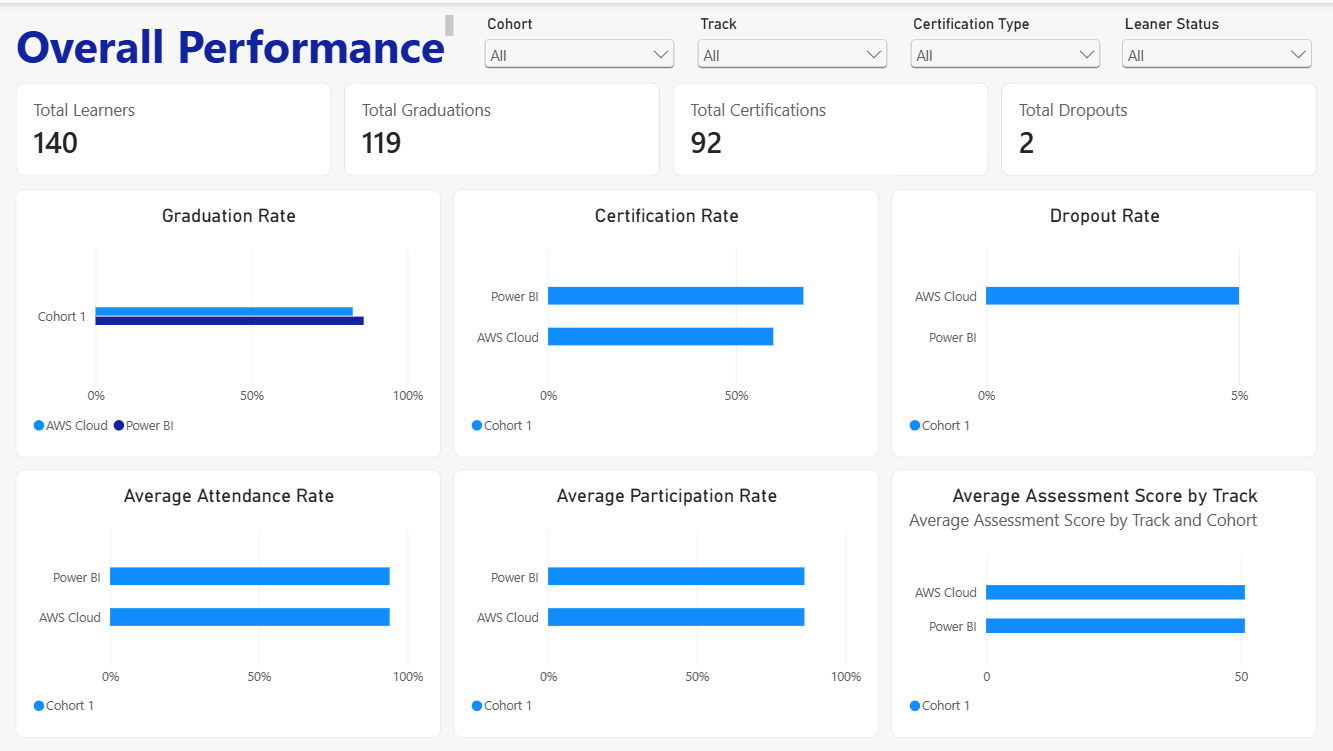 Overall Performance
Cohort
All
Track
All
Certification Type
All
Leaner Status
All
Total Learners
140
Total Graduations
119
Total Certifications
92
Total Dropouts
2
Graduation Rate
Cohort 1
0% 50% 100%
AWS Cloud Power BI
Certification Rate
Power BI
AWS Cloud
0% 50%
Cohort 1
Dropout Rate
AWS Cloud
Power BI
0% 5%
Cohort 1
Average Attendance Rate
Power BI
AWS Cloud
0% 50% 100%
Cohort 1
Average Participation Rate
Power BI
AWS Cloud
0% 50% 100%
Cohort 1
Average Assessment Score by Track
Average Assessment Score by Track and Cohort
AWS Cloud
Power BI
0 50
Cohort 1